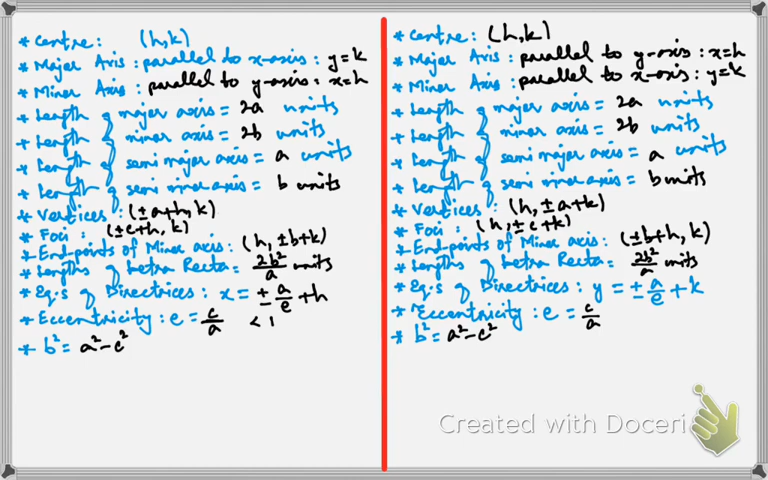 * Centre: (h,k)
* Major Axis: parallel to x-axis: y=k
* Minor Axis: parallel to y-axis: x=h
* Length of major axis = 2a units
* Length of minor axis = 2b units
* Length of semi major axis = a units
* Length of semi minor axis = b units
* Vertices: (±a+h, k)
* Foci: (±c+h, k)
* End-points of Minor axis: (h, ±b+k)
* Lengths of Letra Recta = 2b²/a units
* Eq.s of Directrices: x = ± a/e + h
* Eccentricity: e = c/a <1
* b² = a²-c²
* Centre: (h,k)
* Major Axis: parallel to y-axis: x=h
* Minor Axis: parallel to x-axis: y=k
* Length of major axis = 2a units
* Length of minor axis = 2b units
* Length of semi major axis = a units
* Length of semi minor axis = b units
* Vertices: (h, ±a+k)
* Foci: (h, ±c+k)
* End-points of Minor axis: (±b+h, k)
* Lengths of Letra Recta = 2b²/a units
* Eq.s of Directrices: y = ± a/e + k
* Eccentricity: e = c/a
* b² = a²-c²
Created with Doceri